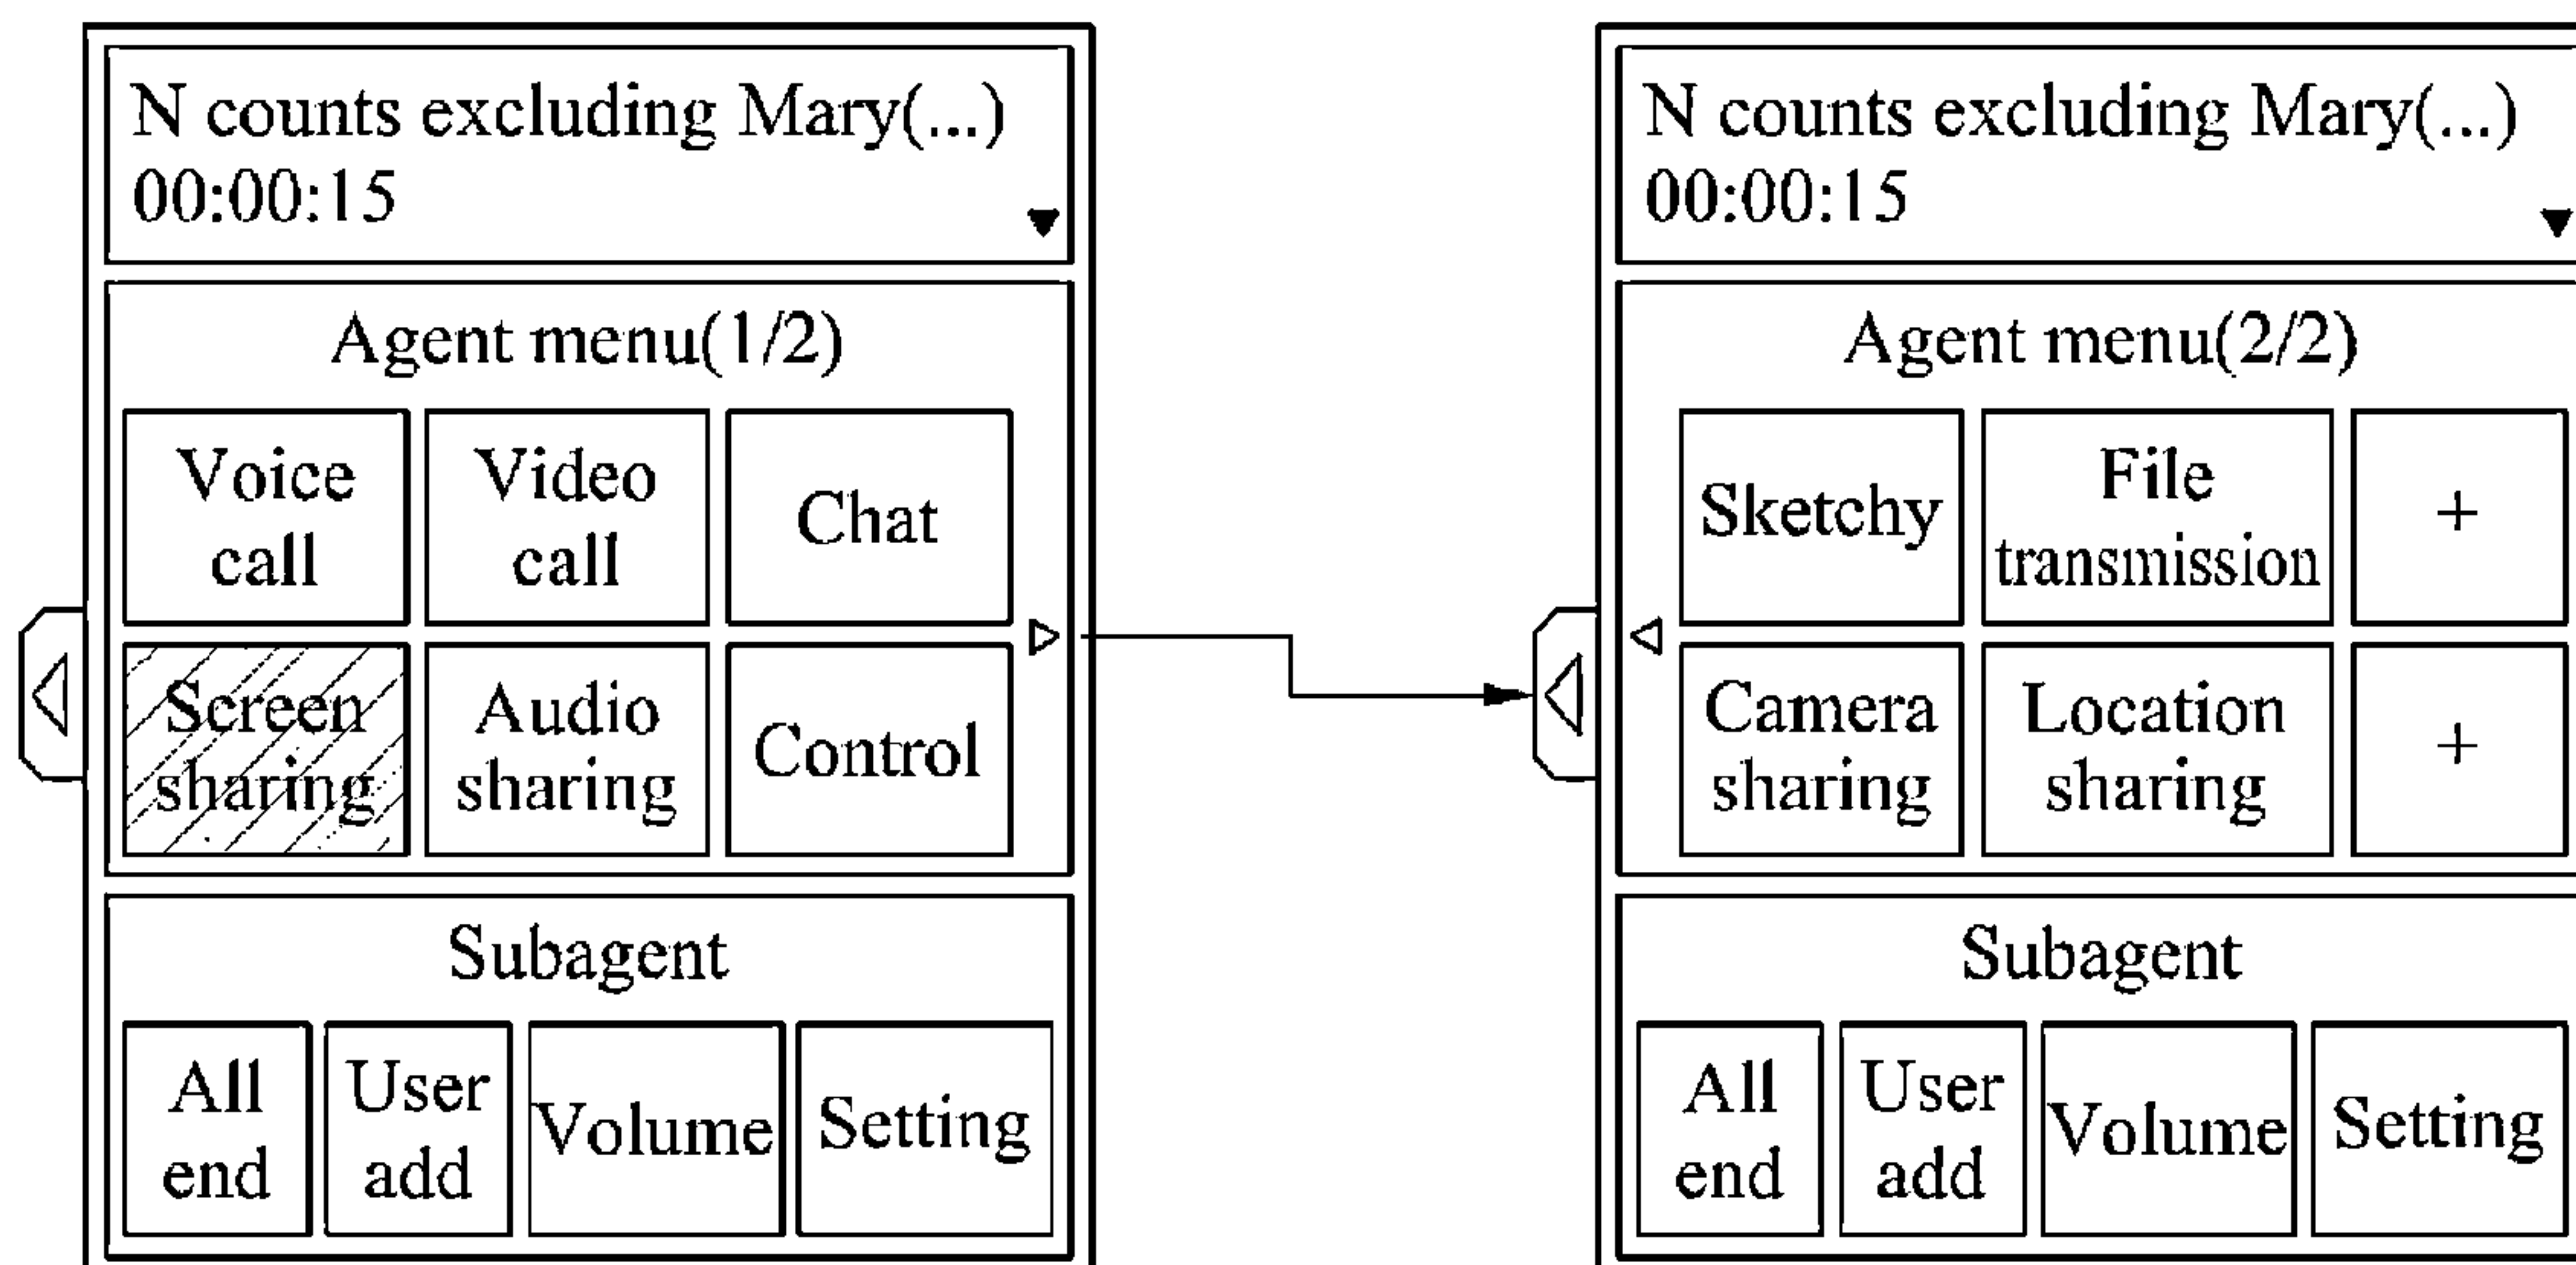 N counts excluding Mary(...)
00:00:15
Agent menu(1/2)
Voice
call
Video
call
Chat
Screen
sharing
Audio
sharing
Control
Subagent
All
end
User
add
Volume
Setting
N counts excluding Mary(...)
00:00:15
Agent menu(2/2)
Sketchy
File
transmission
+
Camera
sharing
Location
sharing
+
Subagent
All
end
User
add
Volume
Setting